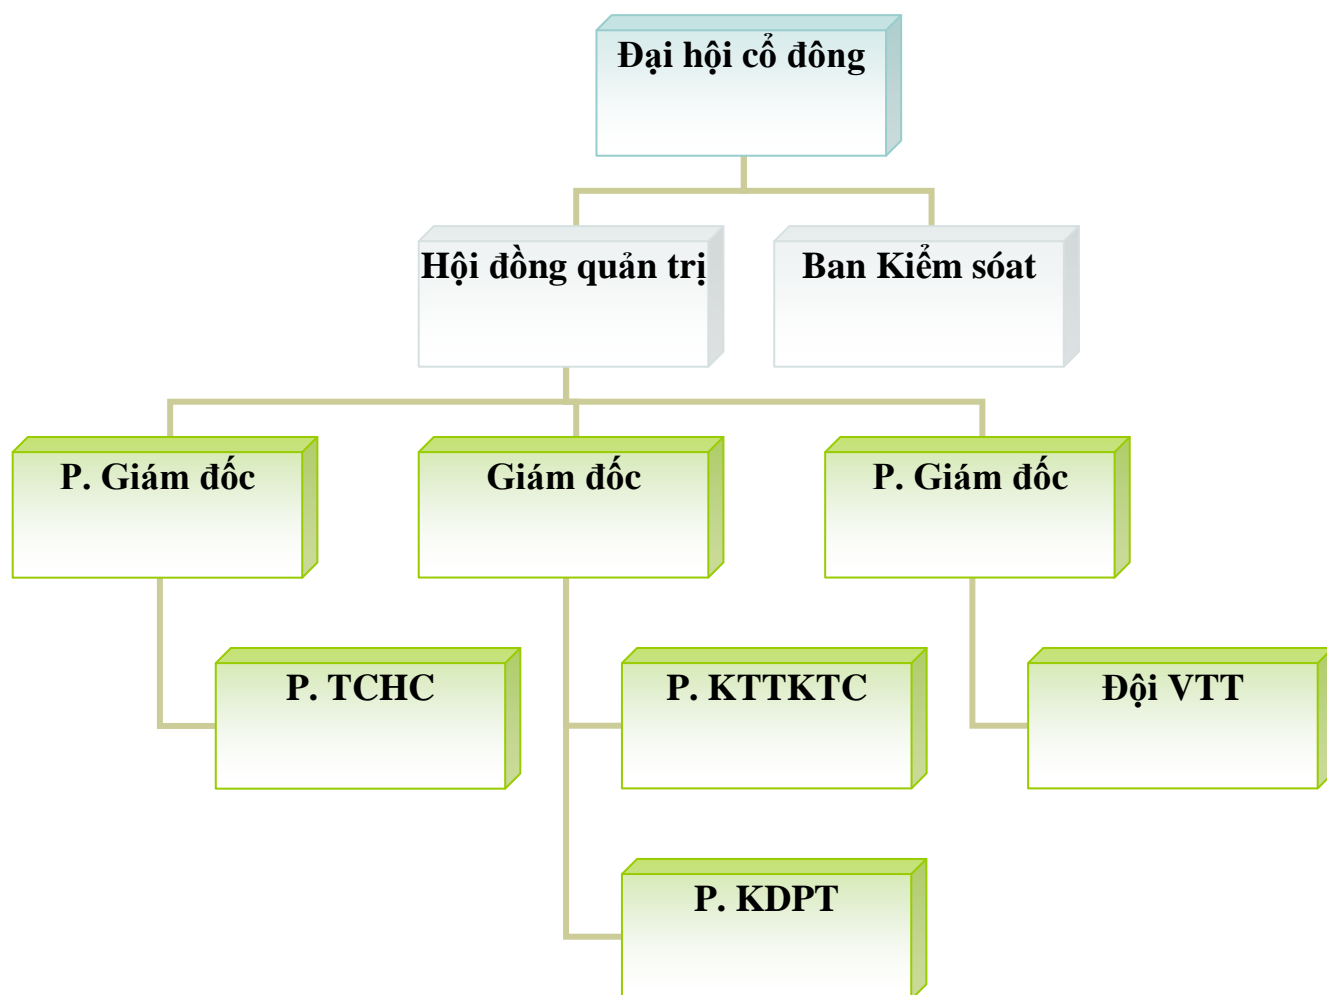 Đại hội cổ đông
Hội đồng quản trị
Ban Kiểm sóat
P. Giám đốc
Giám đốc
P. Giám đốc
P. TCHC
P. KTTKTC
Đội VTT
P. KDPT